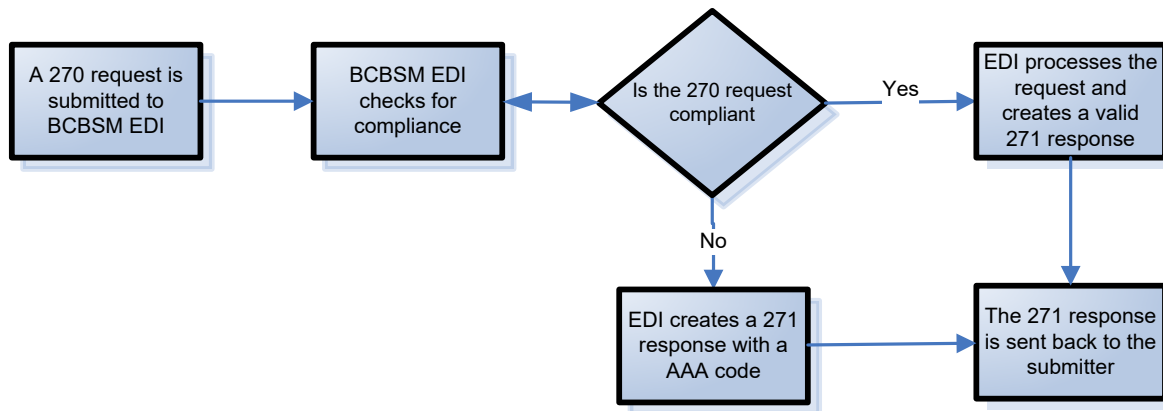 A 270 request is
submitted to
BCBSM EDI
BCBSM EDI
checks for
compliance
Is the 270 request
compliant
Yes
EDI processes the
request and
creates a valid
271 response
No
EDI creates a 271
response with a
AAA code
The 271 response
is sent back to the
submitter